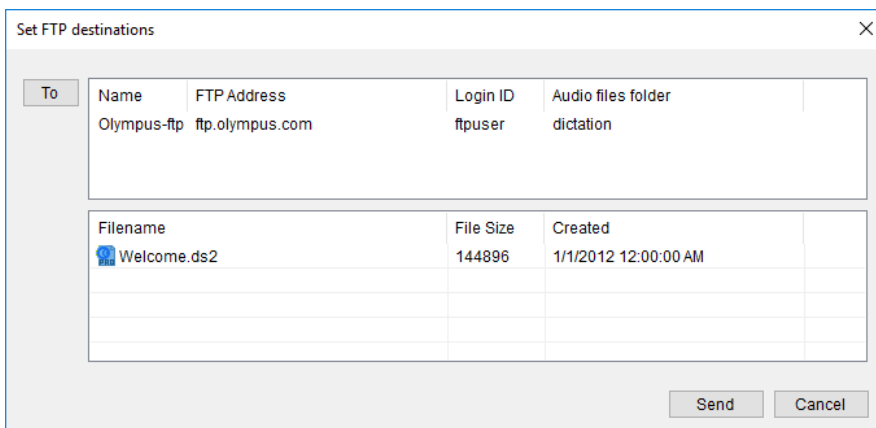 Set FTP destinations
To
Name FTP Address Login ID Audio files folder
Olympus-ftp ftp.olympus.com ftpuser dictation
Filename File Size Created
Welcome.ds2 144896 1/1/2012 12:00:00 AM
Send Cancel